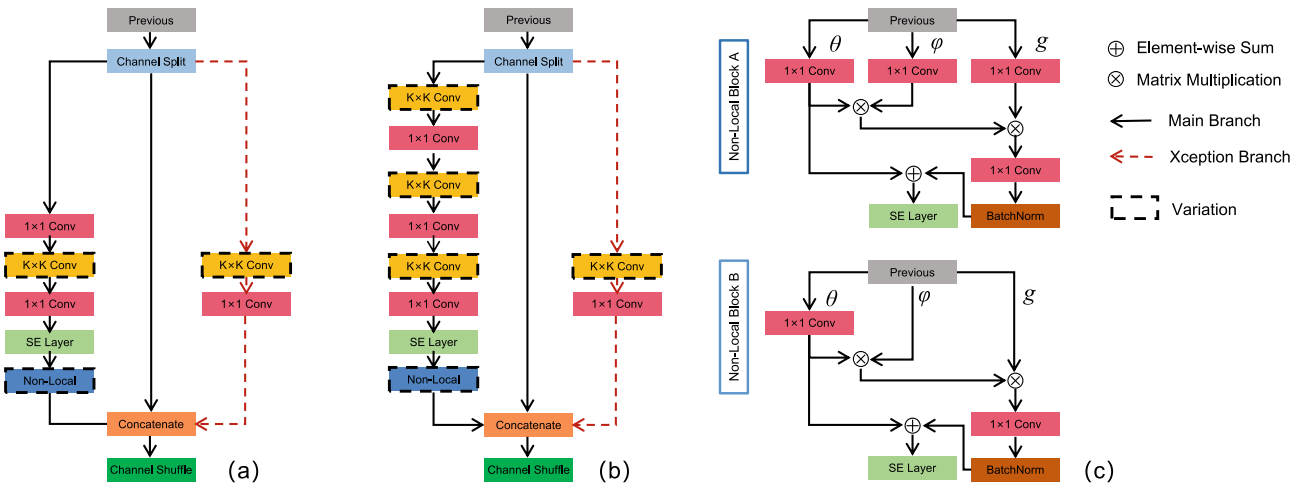 Previous
Channel Split
1×1 Conv
K×K Conv
1×1 Conv
SE Layer
Non-Local
K×K Conv
1×1 Conv
Concatenate
Channel Shuffle
(a)
Previous
Channel Split
K×K Conv
1×1 Conv
K×K Conv
1×1 Conv
K×K Conv
1×1 Conv
SE Layer
Non-Local
K×K Conv
1×1 Conv
Concatenate
Channel Shuffle
(b)
Non-Local Block A
Previous
θ φ g
1×1 Conv 1×1 Conv 1×1 Conv
1×1 Conv
SE Layer BatchNorm
Non-Local Block B
Previous
θ φ g
1×1 Conv
1×1 Conv
SE Layer BatchNorm
(c)
Element-wise Sum
Matrix Multiplication
Main Branch
Xception Branch
Variation